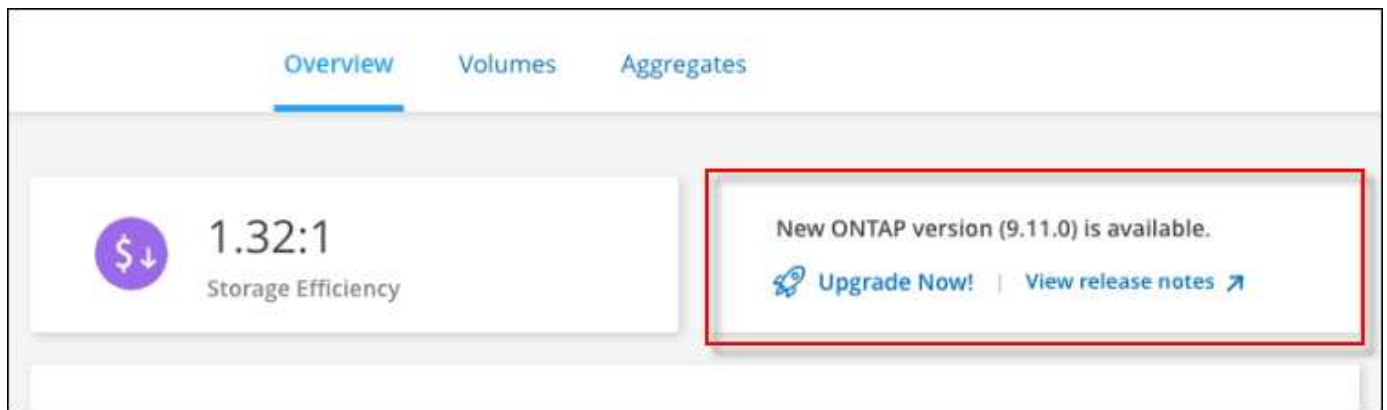 Overview Volumes Aggregates
1.32:1
Storage Efficiency
New ONTAP version (9.11.0) is available.
Upgrade Now! | View release notes